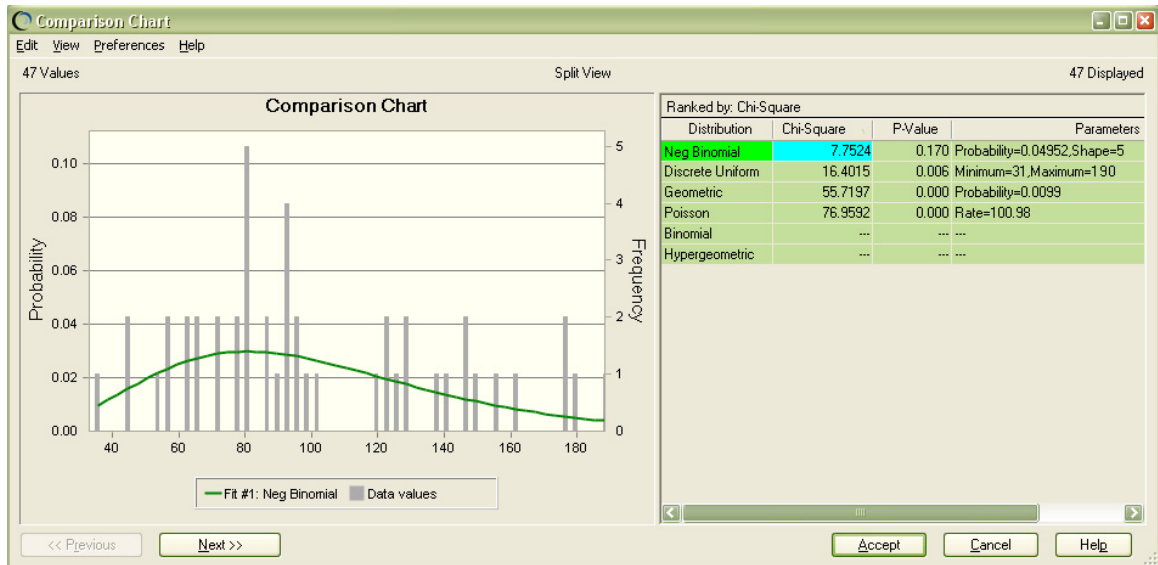 Comparison Chart
Edit View Preferences Help
47 Values Split View 47 Displayed
Comparison Chart
Probability
0.10
0.08
0.06
0.04
0.02
0.00
5
4
3
2
1
0
Frequency
40 60 80 100 120 140 160 180
Fit #1: Neg Binomial Data values
Ranked by: Chi-Square
Distribution Chi-Square P-Value Parameters
Neg Binomial 7.7524 0.170 Probability=0.04952,Shape=5
Discrete Uniform 16.4015 0.006 Minimum=31,Maximum=190
Geometric 55.7197 0.000 Probability=0.0099
Poisson 76.9592 0.000 Rate=100.98
Binomial --- --- ---
Hypergeometric --- --- ---
<< Previous Next >> Accept Cancel Help